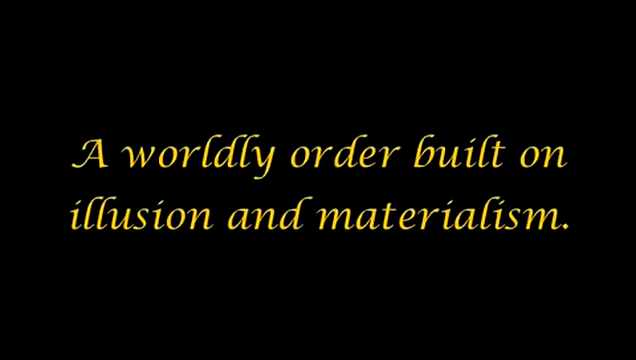 A worldly order built on
illusion and materialism.